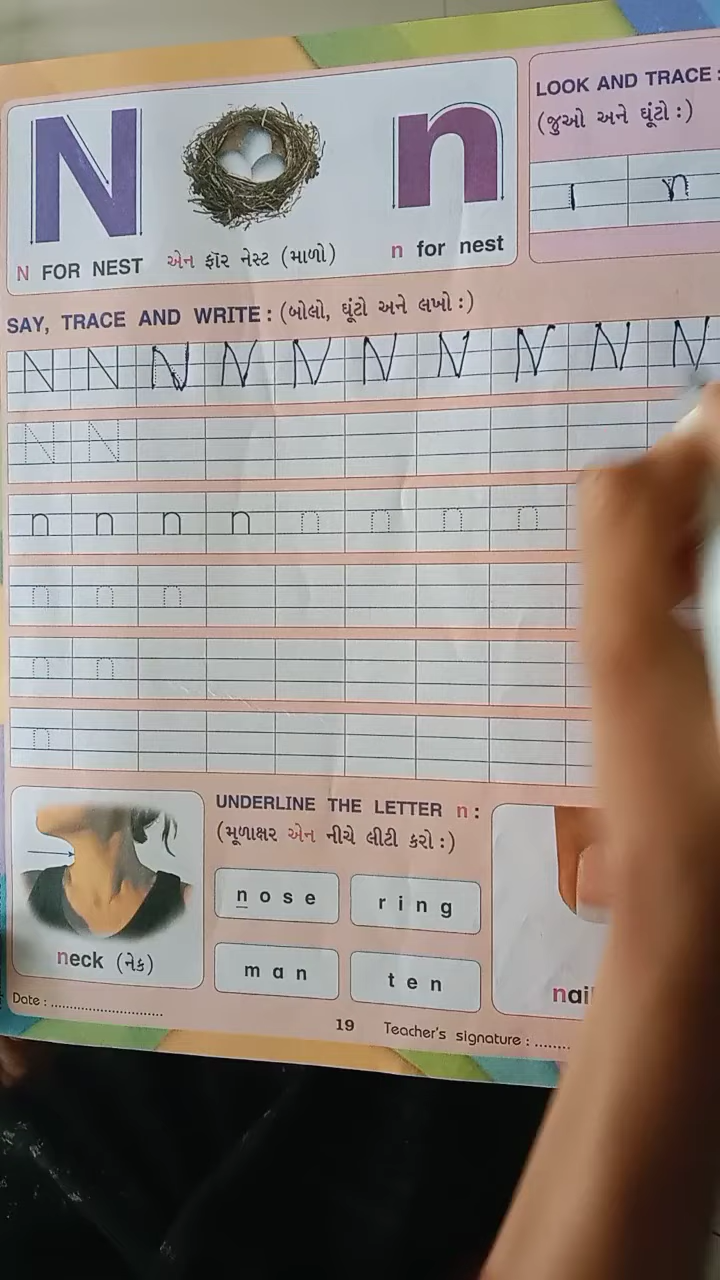 N n
N FOR NEST એન ફૉર નેસ્ટ (માળો) n for nest
LOOK AND TRACE :
(જુઓ અને ઘૂંટો :)
ı n
SAY, TRACE AND WRITE : (બોલો, ઘૂંટો અને લખો :)
N N N N N N N N N N
N N
n n n n n n n n
n n n
n n
n
UNDERLINE THE LETTER n :
(મૂળાક્ષર એન નીચે લીટી કરો :)
n o s e r i n g
m a n t e n
neck (નેક)
Date : ............................
19 Teacher's signature : ........